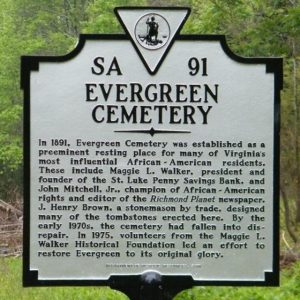 SA 91
EVERGREEN
CEMETERY
In 1891, Evergreen Cemetery was established as a
preeminent resting place for many of Virginia's
most influential African-American residents.
These include Maggie L. Walker, president and
founder of the St. Luke Penny Savings Bank, and
John Mitchell, Jr., champion of African-American
rights and editor of the Richmond Planet newspaper.
J. Henry Brown, a stonemason by trade, designed
many of the tombstones erected here. By the
early 1970s, the cemetery had fallen into dis-
repair. In 1975, volunteers from the Maggie L.
Walker Historical Foundation led an effort to
restore Evergreen to its original glory.